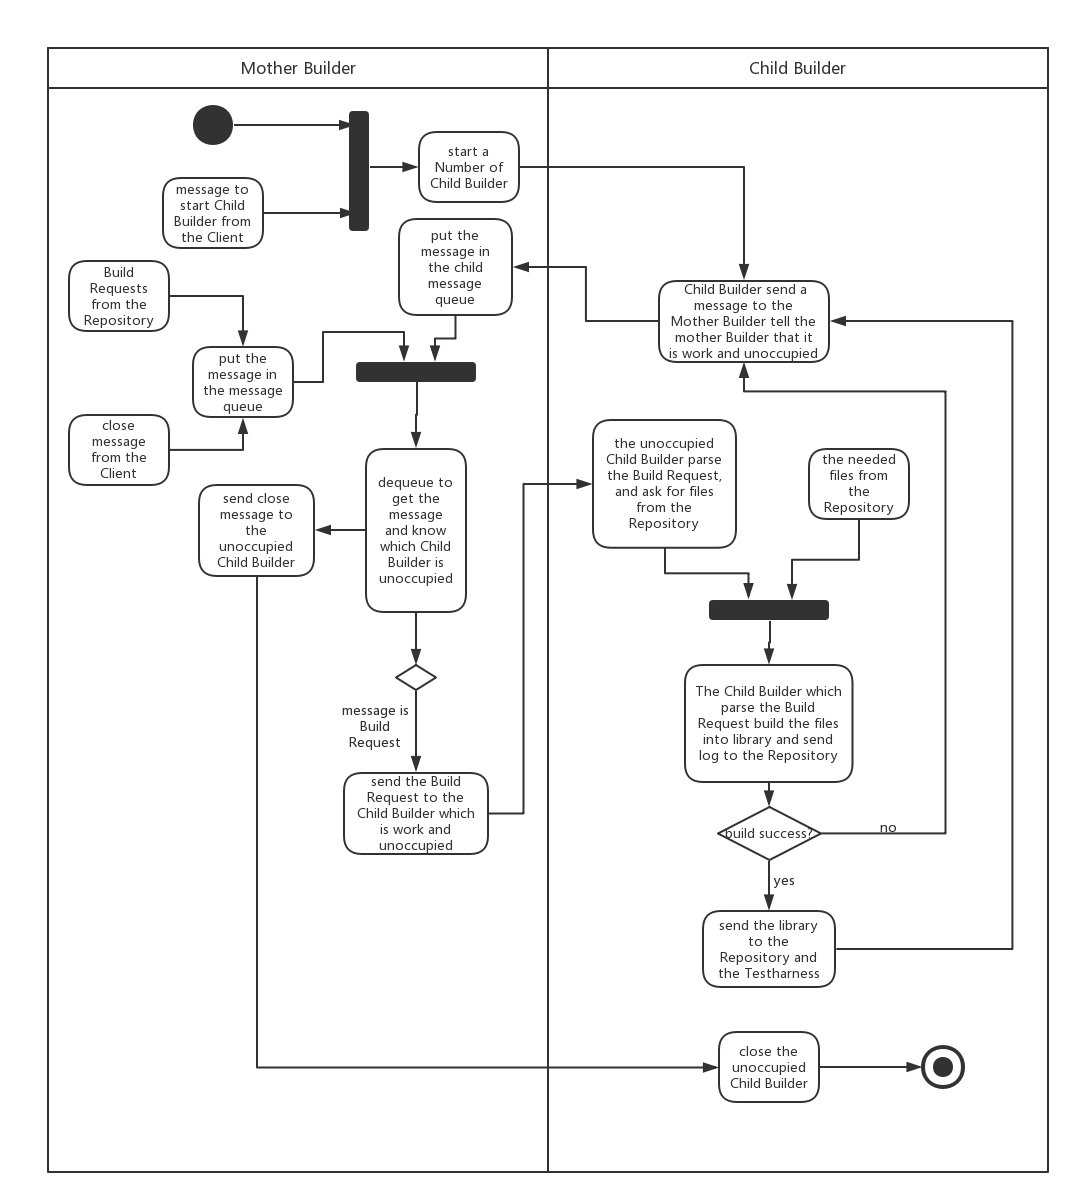 Mother Builder
Child Builder
start a
Number of
Child Builder
message to
start Child
Builder from
the Client
put the
message in
the child
message
queue
Build
Requests
from the
Repository
Child Builder send a
message to the
Mother Builder tell the
mother Builder that it
is work and unoccupied
put the
message in
the message
queue
close
message
from the
Client
the unoccupied
Child Builder parse
the Build Request,
and ask for files
from the
Repository
the needed
files from
the
Repository
dequeue to
get the
message
and know
which Child
Builder is
unoccupied
send close
message to
the
unoccupied
Child Builder
message is
Build
Request
The Child Builder which
parse the Build
Request build the files
into library and send
log to the Repository
send the Build
Request to the
Child Builder which
is work and
unoccupied
build success?
no
yes
send the library
to the
Repository and
the Testharness
close the
unoccupied
Child Builder